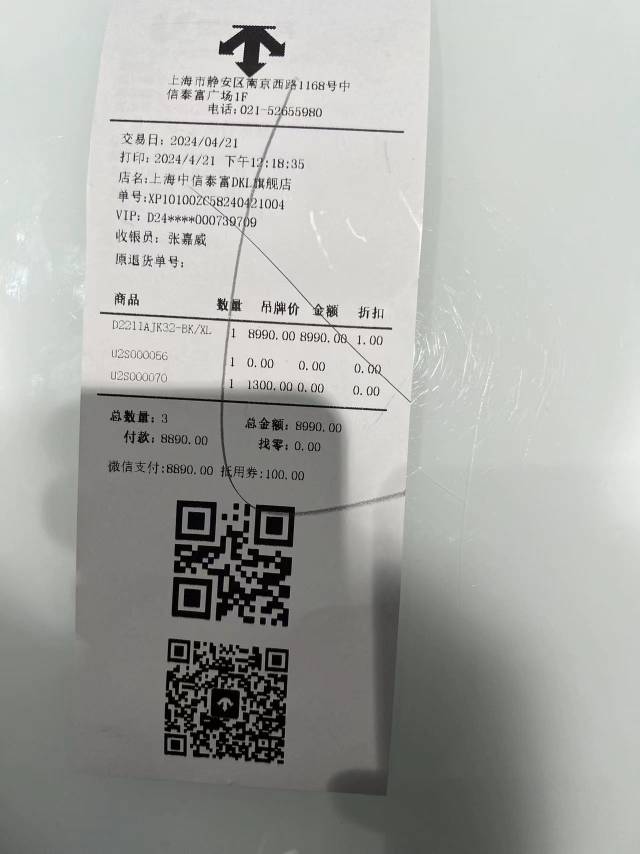 上海市静安区南京西路1168号中
信泰富广场1F
电话:021-52655980
交易日: 2024/04/21
打印: 2024/4/21 下午12:18:35
店名:上海中信泰富DKL旗舰店
单号:XP10100ZC58240421004
VIP: D24****000739709
收银员: 张嘉威
原退货单号:
商品 数量 吊牌价 金额 折扣
D2211AJK32-BK/XL 1 8990.00 8990.00 1.00
U2S000056 1 0.00 0.00 0.00
U2S000070 1 1300.00 0.00 0.00
总数量: 3 总金额: 8990.00
付款: 8890.00 找零: 0.00
微信支付:8890.00 抵用券:100.00